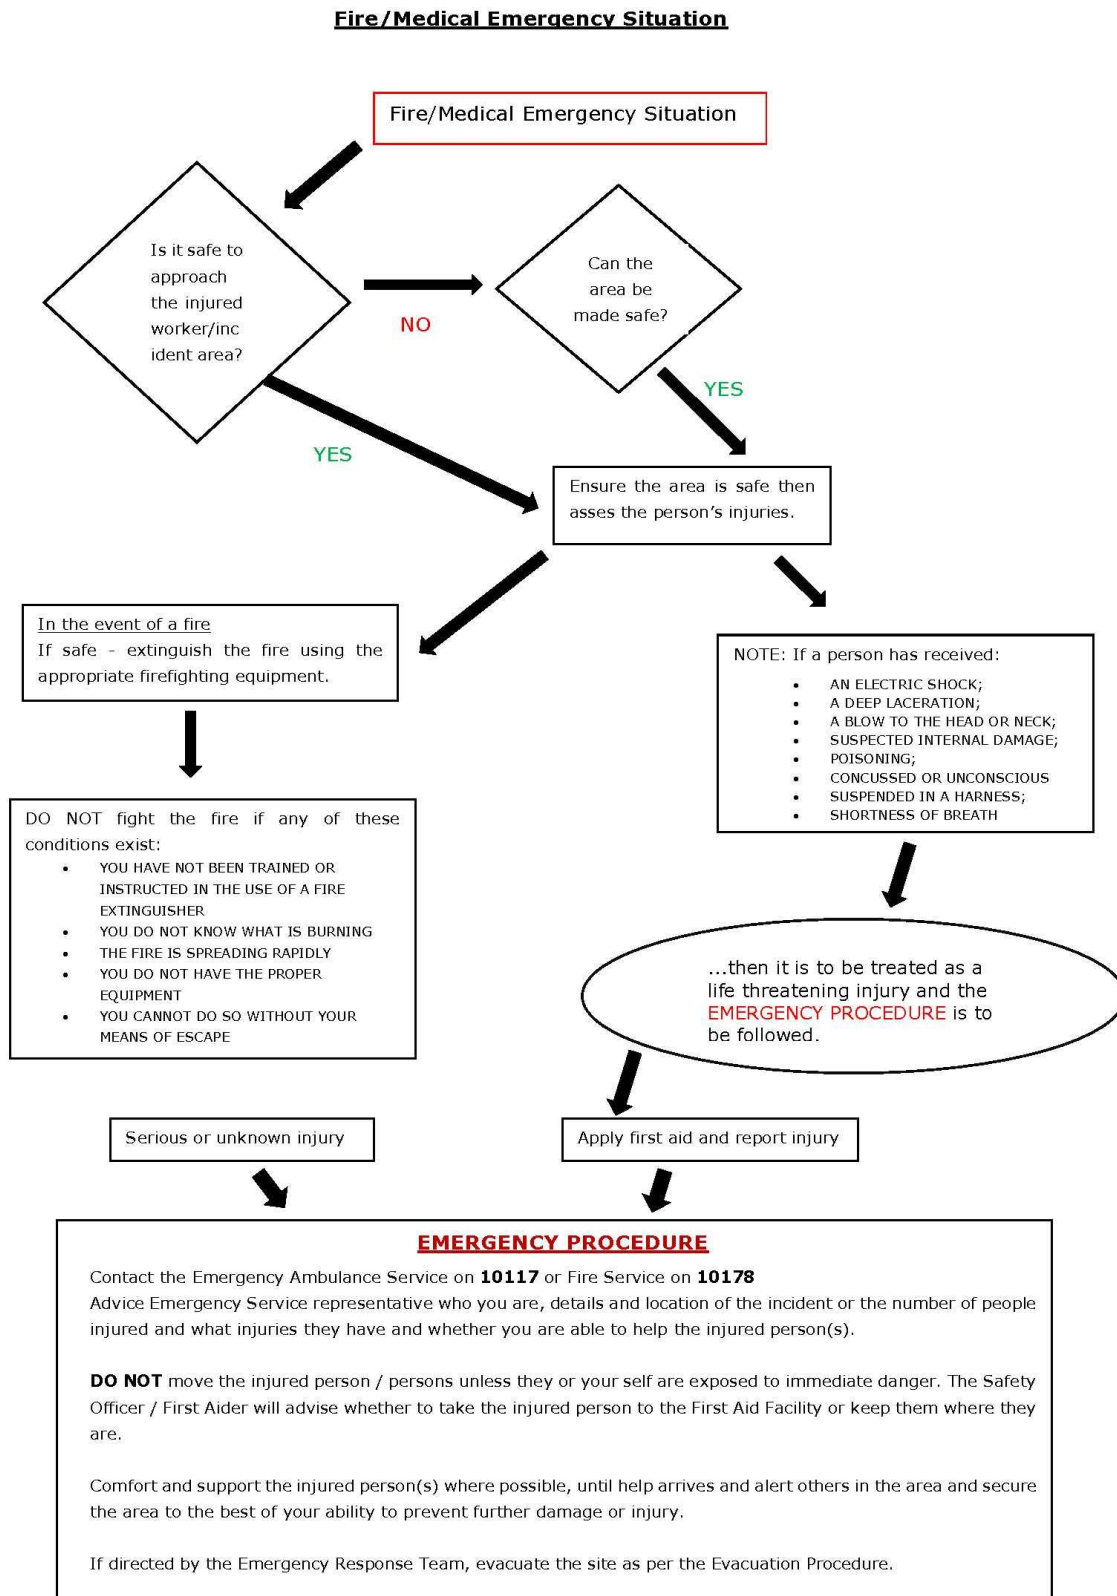 Fire/Medical Emergency Situation
Fire/Medical Emergency Situation
Is it safe to
approach
the injured
worker/inc
ident area?
NO
Can the
area be
made safe?
YES
YES
Ensure the area is safe then
asses the person's injuries.
In the event of a fire
If safe - extinguish the fire using the
appropriate firefighting equipment.
NOTE: If a person has received:
• AN ELECTRIC SHOCK;
• A DEEP LACERATION;
• A BLOW TO THE HEAD OR NECK;
• SUSPECTED INTERNAL DAMAGE;
• POISONING;
• CONCUSSED OR UNCONSCIOUS
• SUSPENDED IN A HARNESS;
• SHORTNESS OF BREATH
DO NOT fight the fire if any of these
conditions exist:
• YOU HAVE NOT BEEN TRAINED OR
INSTRUCTED IN THE USE OF A FIRE
EXTINGUISHER
• YOU DO NOT KNOW WHAT IS BURNING
• THE FIRE IS SPREADING RAPIDLY
• YOU DO NOT HAVE THE PROPER
EQUIPMENT
• YOU CANNOT DO SO WITHOUT YOUR
MEANS OF ESCAPE
...then it is to be treated as a
life threatening injury and the
EMERGENCY PROCEDURE is to
be followed.
Serious or unknown injury
Apply first aid and report injury
EMERGENCY PROCEDURE
Contact the Emergency Ambulance Service on 10117 or Fire Service on 10178
Advice Emergency Service representative who you are, details and location of the incident or the number of people
injured and what injuries they have and whether you are able to help the injured person(s).
DO NOT move the injured person / persons unless they or your self are exposed to immediate danger. The Safety
Officer / First Aider will advise whether to take the injured person to the First Aid Facility or keep them where they
are.
Comfort and support the injured person(s) where possible, until help arrives and alert others in the area and secure
the area to the best of your ability to prevent further damage or injury.
If directed by the Emergency Response Team, evacuate the site as per the Evacuation Procedure.